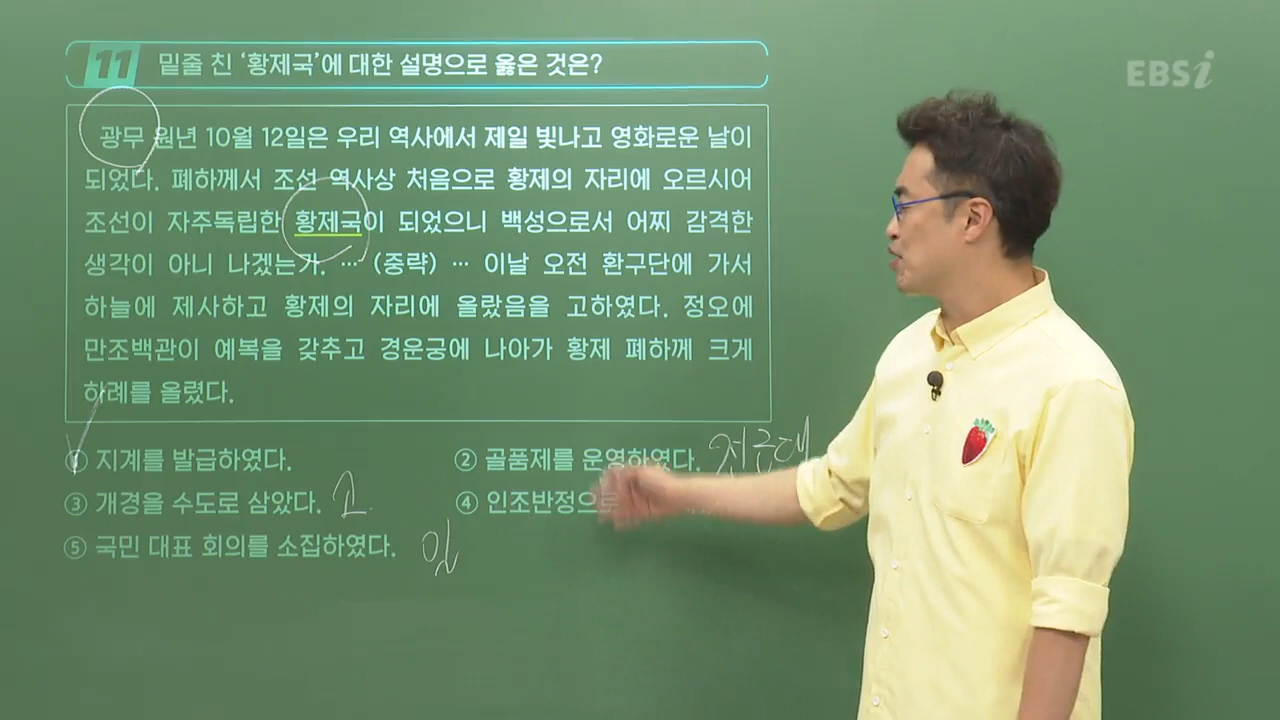 11 밑줄 친 '황제국'에 대한 설명으로 옳은 것은?
EBSi
광무 원년 10월 12일은 우리 역사에서 제일 빛나고 영화로운 날이
되었다. 폐하께서 조선 역사상 처음으로 황제의 자리에 오르시어
조선이 자주독립한 황제국이 되었으니 백성으로서 어찌 감격한
생각이 아니 나겠는가. … (중략) … 이날 오전 환구단에 가서
하늘에 제사하고 황제의 자리에 올랐음을 고하였다. 정오에
만조백관이 예복을 갖추고 경운궁에 나아가 황제 폐하께 크게
하례를 올렸다.
① 지계를 발급하였다. ② 골품제를 운영하였다.
③ 개경을 수도로 삼았다. 고 ④ 인조반정으로
⑤ 국민 대표 회의를 소집하였다. 일